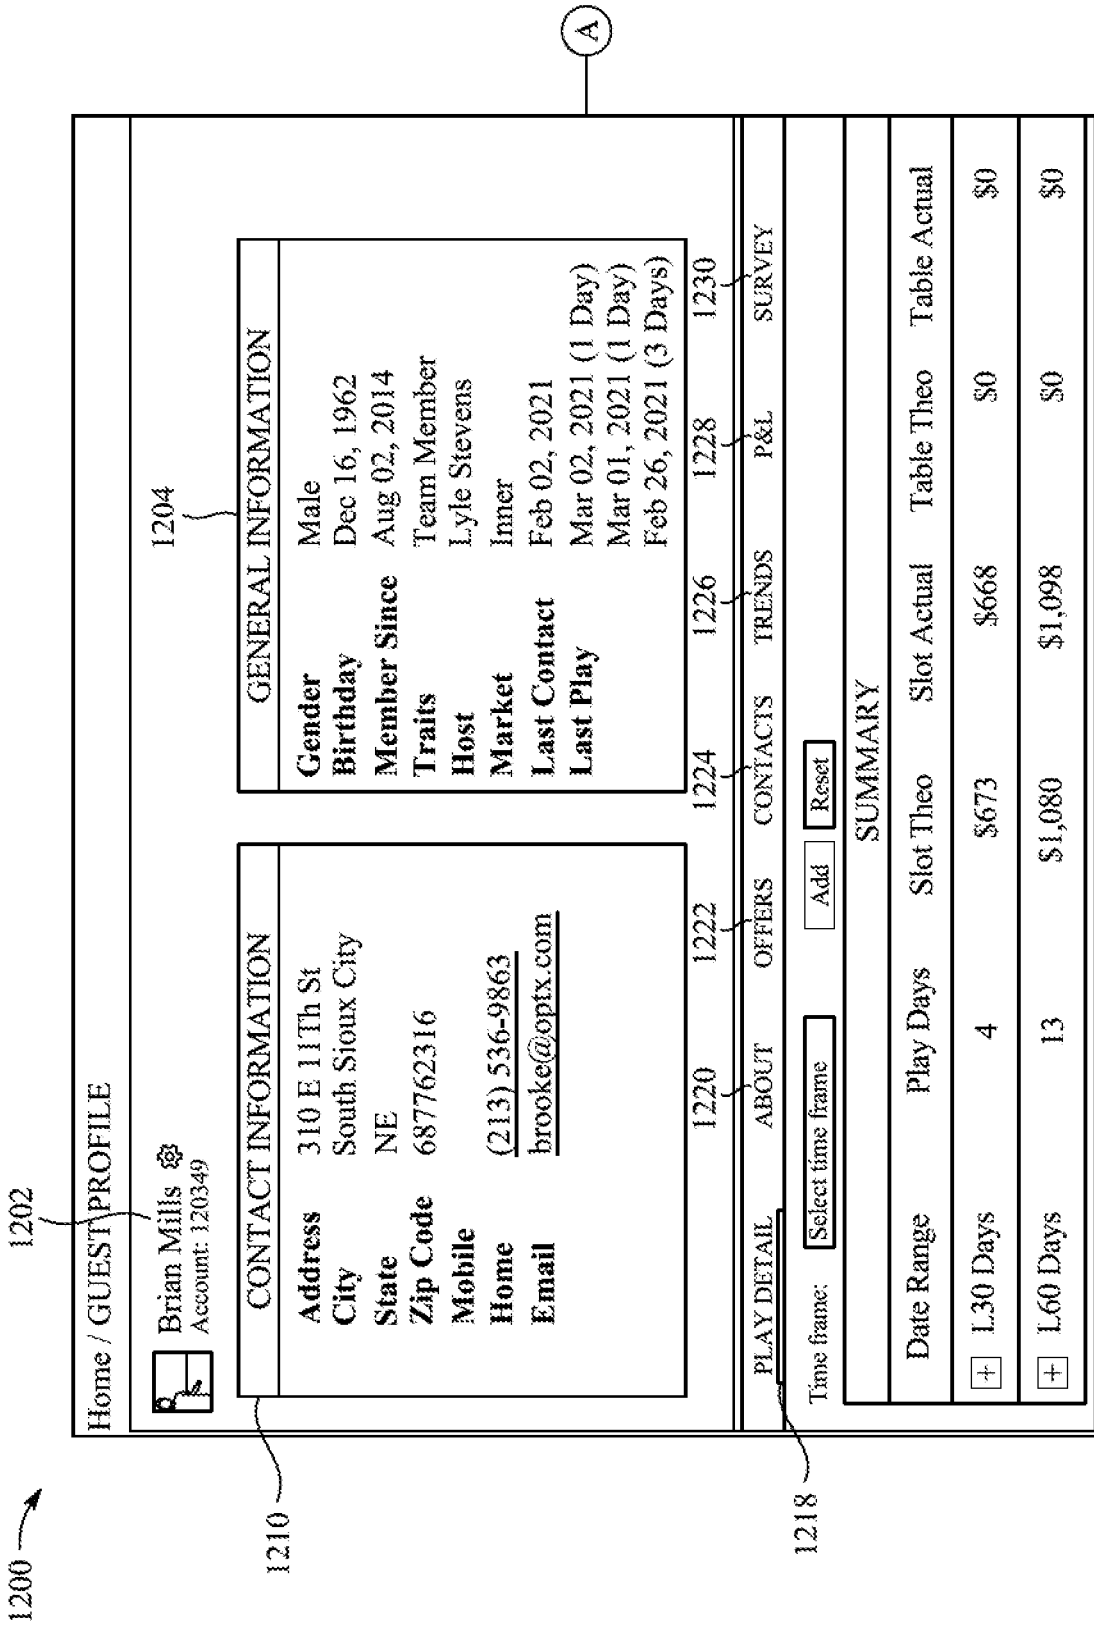 1200
1202
Home / GUEST PROFILE
Brian Mills
Account: 120349
1204
1210
CONTACT INFORMATION
Address 310 E 11Th St
City South Sioux City
State NE
Zip Code 687762316
Mobile
Home (213) 536-9863
Email brooke@optx.com
GENERAL INFORMATION
Gender Male
Birthday Dec 16, 1962
Member Since Aug 02, 2014
Traits Team Member
Host Lyle Stevens
Market Inner
Last Contact Feb 02, 2021
Last Play Mar 02, 2021 (1 Day)
Mar 01, 2021 (1 Day)
Feb 26, 2021 (3 Days)
A
1218 1220 1222 1224 1226 1228 1230
PLAY DETAIL ABOUT OFFERS CONTACTS TRENDS P&L SURVEY
Time frame: Select time frame Add Reset
SUMMARY
Date Range Play Days Slot Theo Slot Actual Table Theo Table Actual
+ L30 Days 4 $673 $668 $0 $0
+ L60 Days 13 $1,080 $1,098 $0 $0